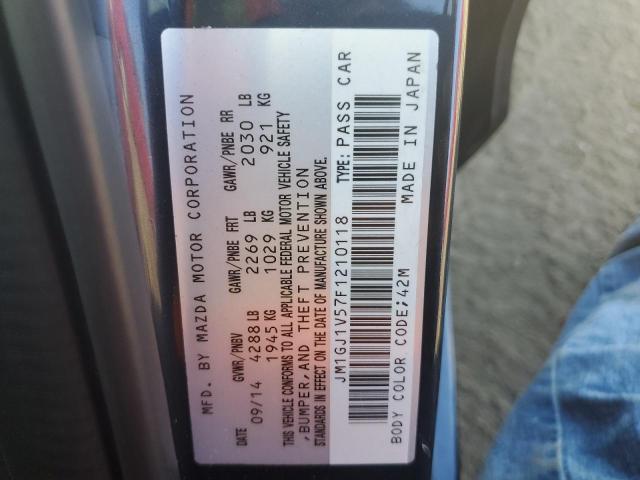 MFD. BY MAZDA MOTOR CORPORATION
DATE GVWR/PNBV GAWR/PNBE FRT GAWR/PNBE RR
09/14 4288 LB 2269 LB 2030 LB
1945 KG 1029 KG 921 KG
THIS VEHICLE CONFORMS TO ALL APPLICABLE FEDERAL MOTOR VEHICLE SAFETY
,BUMPER,AND THEFT PREVENTION
STANDARDS IN EFFECT ON THE DATE OF MANUFACTURE SHOWN ABOVE.
JM1GJ1V57F1210118 TYPE: PASS CAR
BODY COLOR CODE;42M MADE IN JAPAN